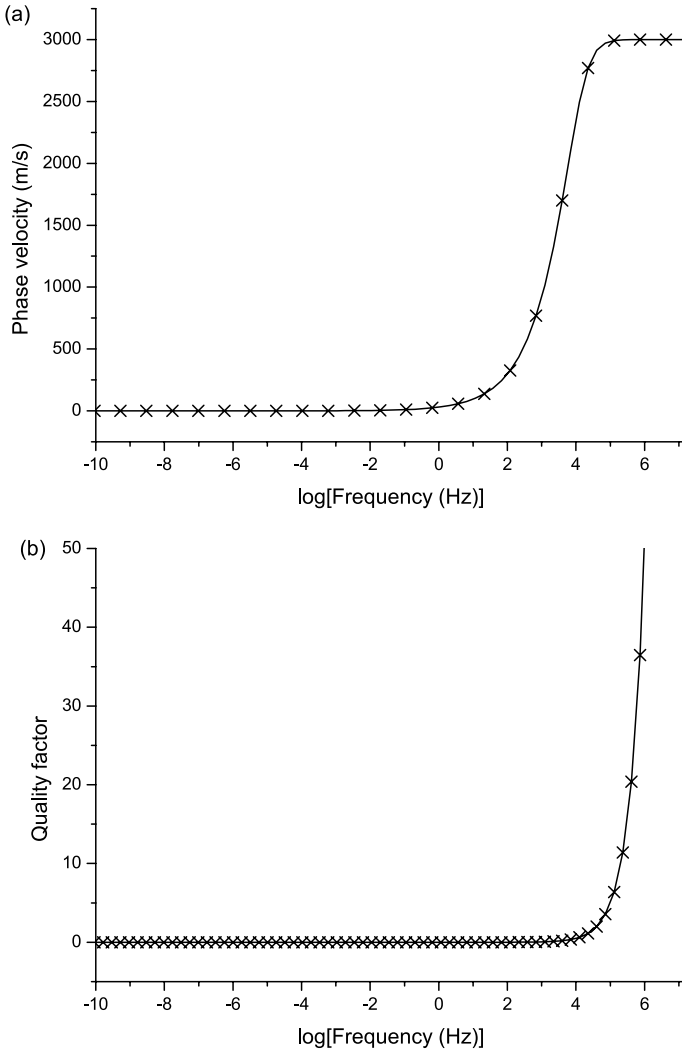 (a)
3000
2500
2000
1500
1000
500
0
Phase velocity (m/s)
-10 -8 -6 -4 -2 0 2 4 6
log[Frequency (Hz)]
(b)
50
40
30
20
10
0
Quality factor
-10 -8 -6 -4 -2 0 2 4 6
log[Frequency (Hz)]